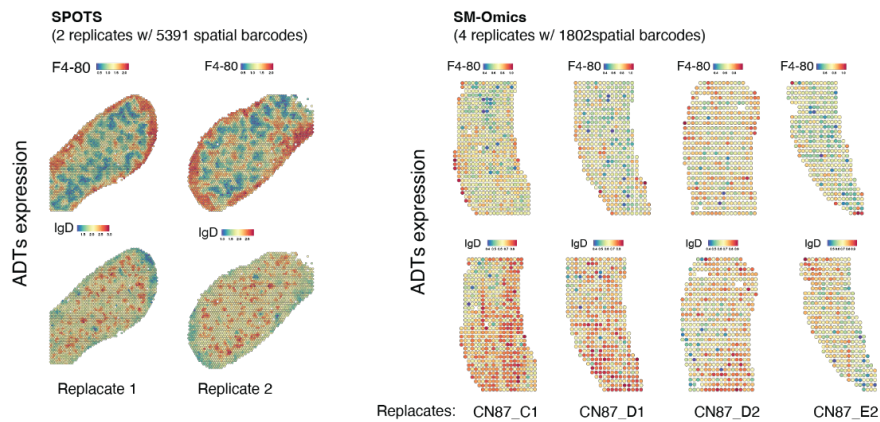 SPOTS
(2 replicates w/ 5391 spatial barcodes)
SM-Omics
(4 replicates w/ 1802spatial barcodes)
F4-80
F4-80
F4-80
F4-80
F4-80
F4-80
ADTs expression
ADTs expression
IgD
IgD
IgD
IgD
IgD
IgD
Replacate 1
Replicate 2
Replacates:
CN87_C1
CN87_D1
CN87_D2
CN87_E2